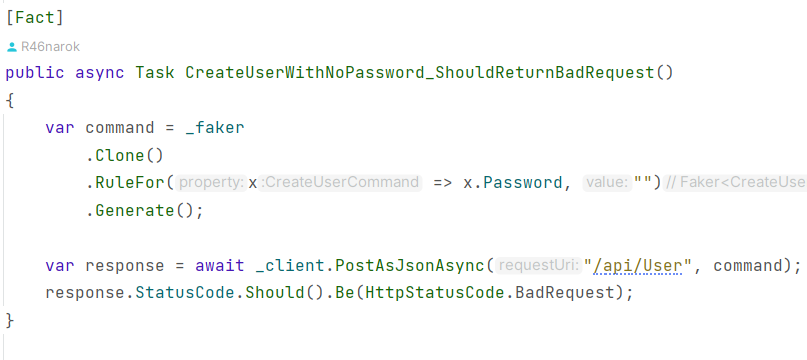 [Fact]
R46narok
public async Task CreateUserWithNoPassword_ShouldReturnBadRequest()
{
    var command = _faker
        .Clone()
        .RuleFor( property: x :CreateUserCommand => x.Password, value: "") // Faker<CreateUse
        .Generate();
    var response = await _client.PostAsJsonAsync( requestUri: "/api/User", command);
    response.StatusCode.Should().Be(HttpStatusCode.BadRequest);
}